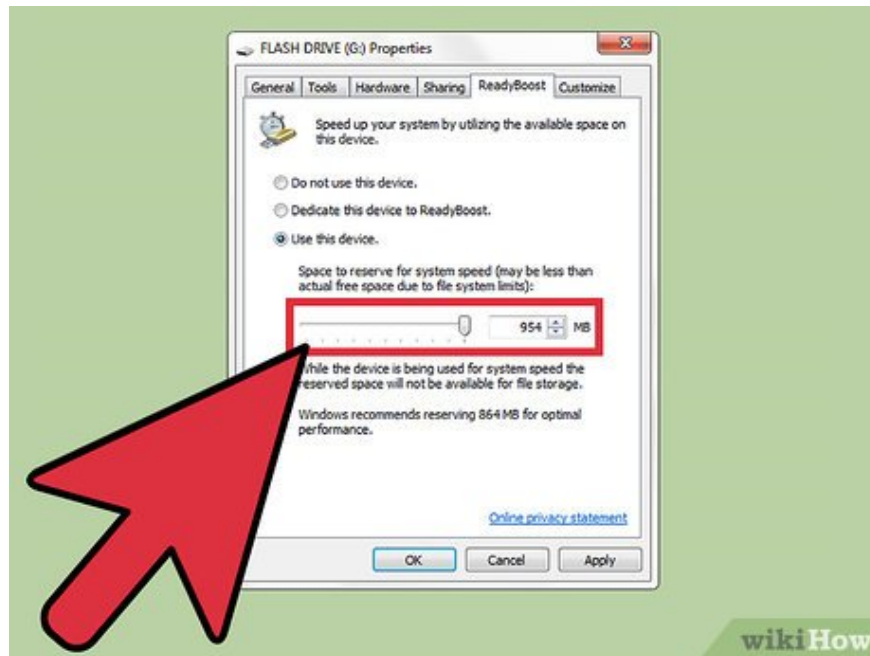 FLASH DRIVE (G:) Properties
General Tools Hardware Sharing ReadyBoost Customize
Speed up your system by utilizing the available space on
this device.
Do not use this device.
Dedicate this device to ReadyBoost.
Use this device.
Space to reserve for system speed (may be less than
actual free space due to file system limits):
954 MB
While the device is being used for system speed the
reserved space will not be available for file storage.
Windows recommends reserving 864 MB for optimal
performance.
Online privacy statement
OK Cancel Apply
wikiHow